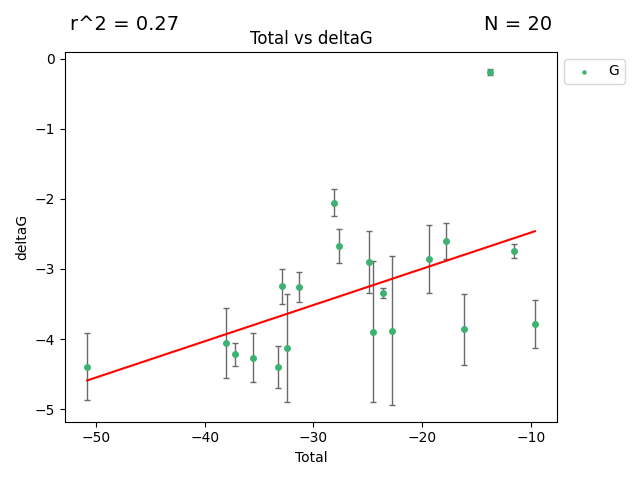 r^2 = 0.27
N = 20
Total vs deltaG
G
0
−1
−2
−3
−4
−5
deltaG
−50
−40
−30
−20
−10
Total